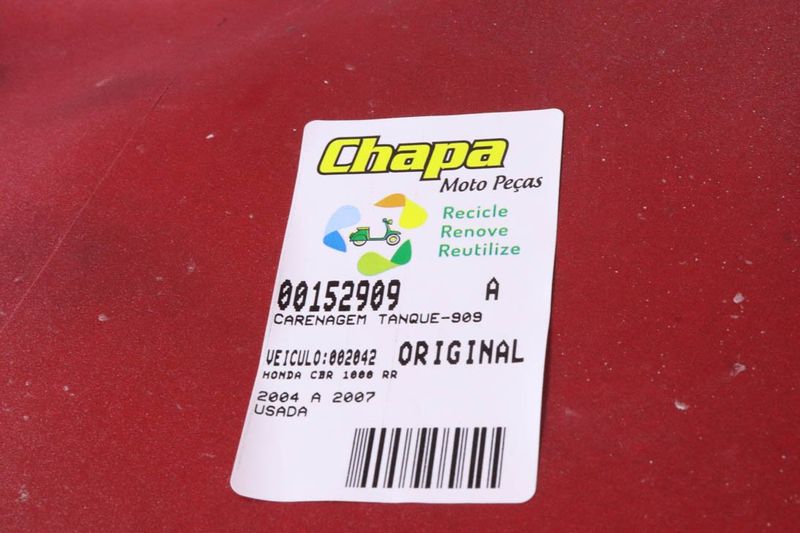 Chapa
Moto Peças
Recicle
Renove
Reutilize
00152909 A
CARENAGEM TANQUE-909
VEICULO:002042 ORIGINAL
HONDA CBR 1000 RR
2004 A 2007
USADA